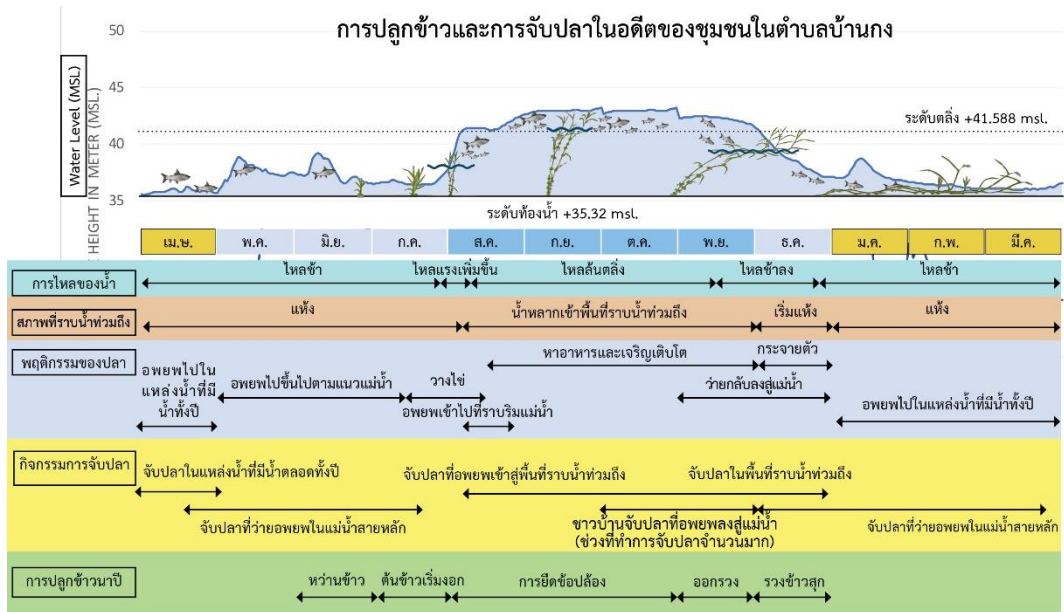 การปลูกข้าวและการจับปลาในอดีตของชุมชนในตำบลบ้านกง
Water Level (MSL)
HEIGHT IN METER (MSL.)
50
45
40
35
ระดับตลิ่ง +41.588 msl.
ระดับท้องน้ำ +35.32 msl.
เม.ษ. พ.ค. มิ.ย. ก.ค. ส.ค. ก.ย. ต.ค. พ.ย. ธ.ค. ม.ค. ก.พ. มี.ค.
การไหลของน้ำ
ไหลช้า ไหลแรงเพิ่มขึ้น ไหลล้นตลิ่ง ไหลช้าลง ไหลช้า
สภาพที่ราบน้ำท่วมถึง
แห้ง น้ำหลากเข้าพื้นที่ราบน้ำท่วมถึง เริ่มแห้ง แห้ง
พฤติกรรมของปลา
หาอาหารและเจริญเติบโต กระจายตัว
อพยพไปใน
แหล่งน้ำที่มี
น้ำทั้งปี
อพยพไปขึ้นไปตามแนวแม่น้ำ วางไข่ ว่ายกลับลงสู่แม่น้ำ
อพยพเข้าไปที่ราบริมแม่น้ำ อพยพไปในแหล่งน้ำที่มีน้ำทั้งปี
กิจกรรมการจับปลา
จับปลาในแหล่งน้ำที่มีน้ำตลอดทั้งปี จับปลาที่อพยพเข้าสู่พื้นที่ราบน้ำท่วมถึง จับปลาในพื้นที่ราบน้ำท่วมถึง
จับปลาที่ว่ายอพยพในแม่น้ำสายหลัก ชาวบ้านจับปลาที่อพยพลงสู่แม่น้ำ จับปลาที่ว่ายอพยพในแม่น้ำสายหลัก
(ช่วงที่ทำการจับปลาจำนวนมาก)
การปลูกข้าวนาปี
หว่านข้าว ต้นข้าวเริ่มงอก การยืดข้อปล้อง ออกรวง รวงข้าวสุก